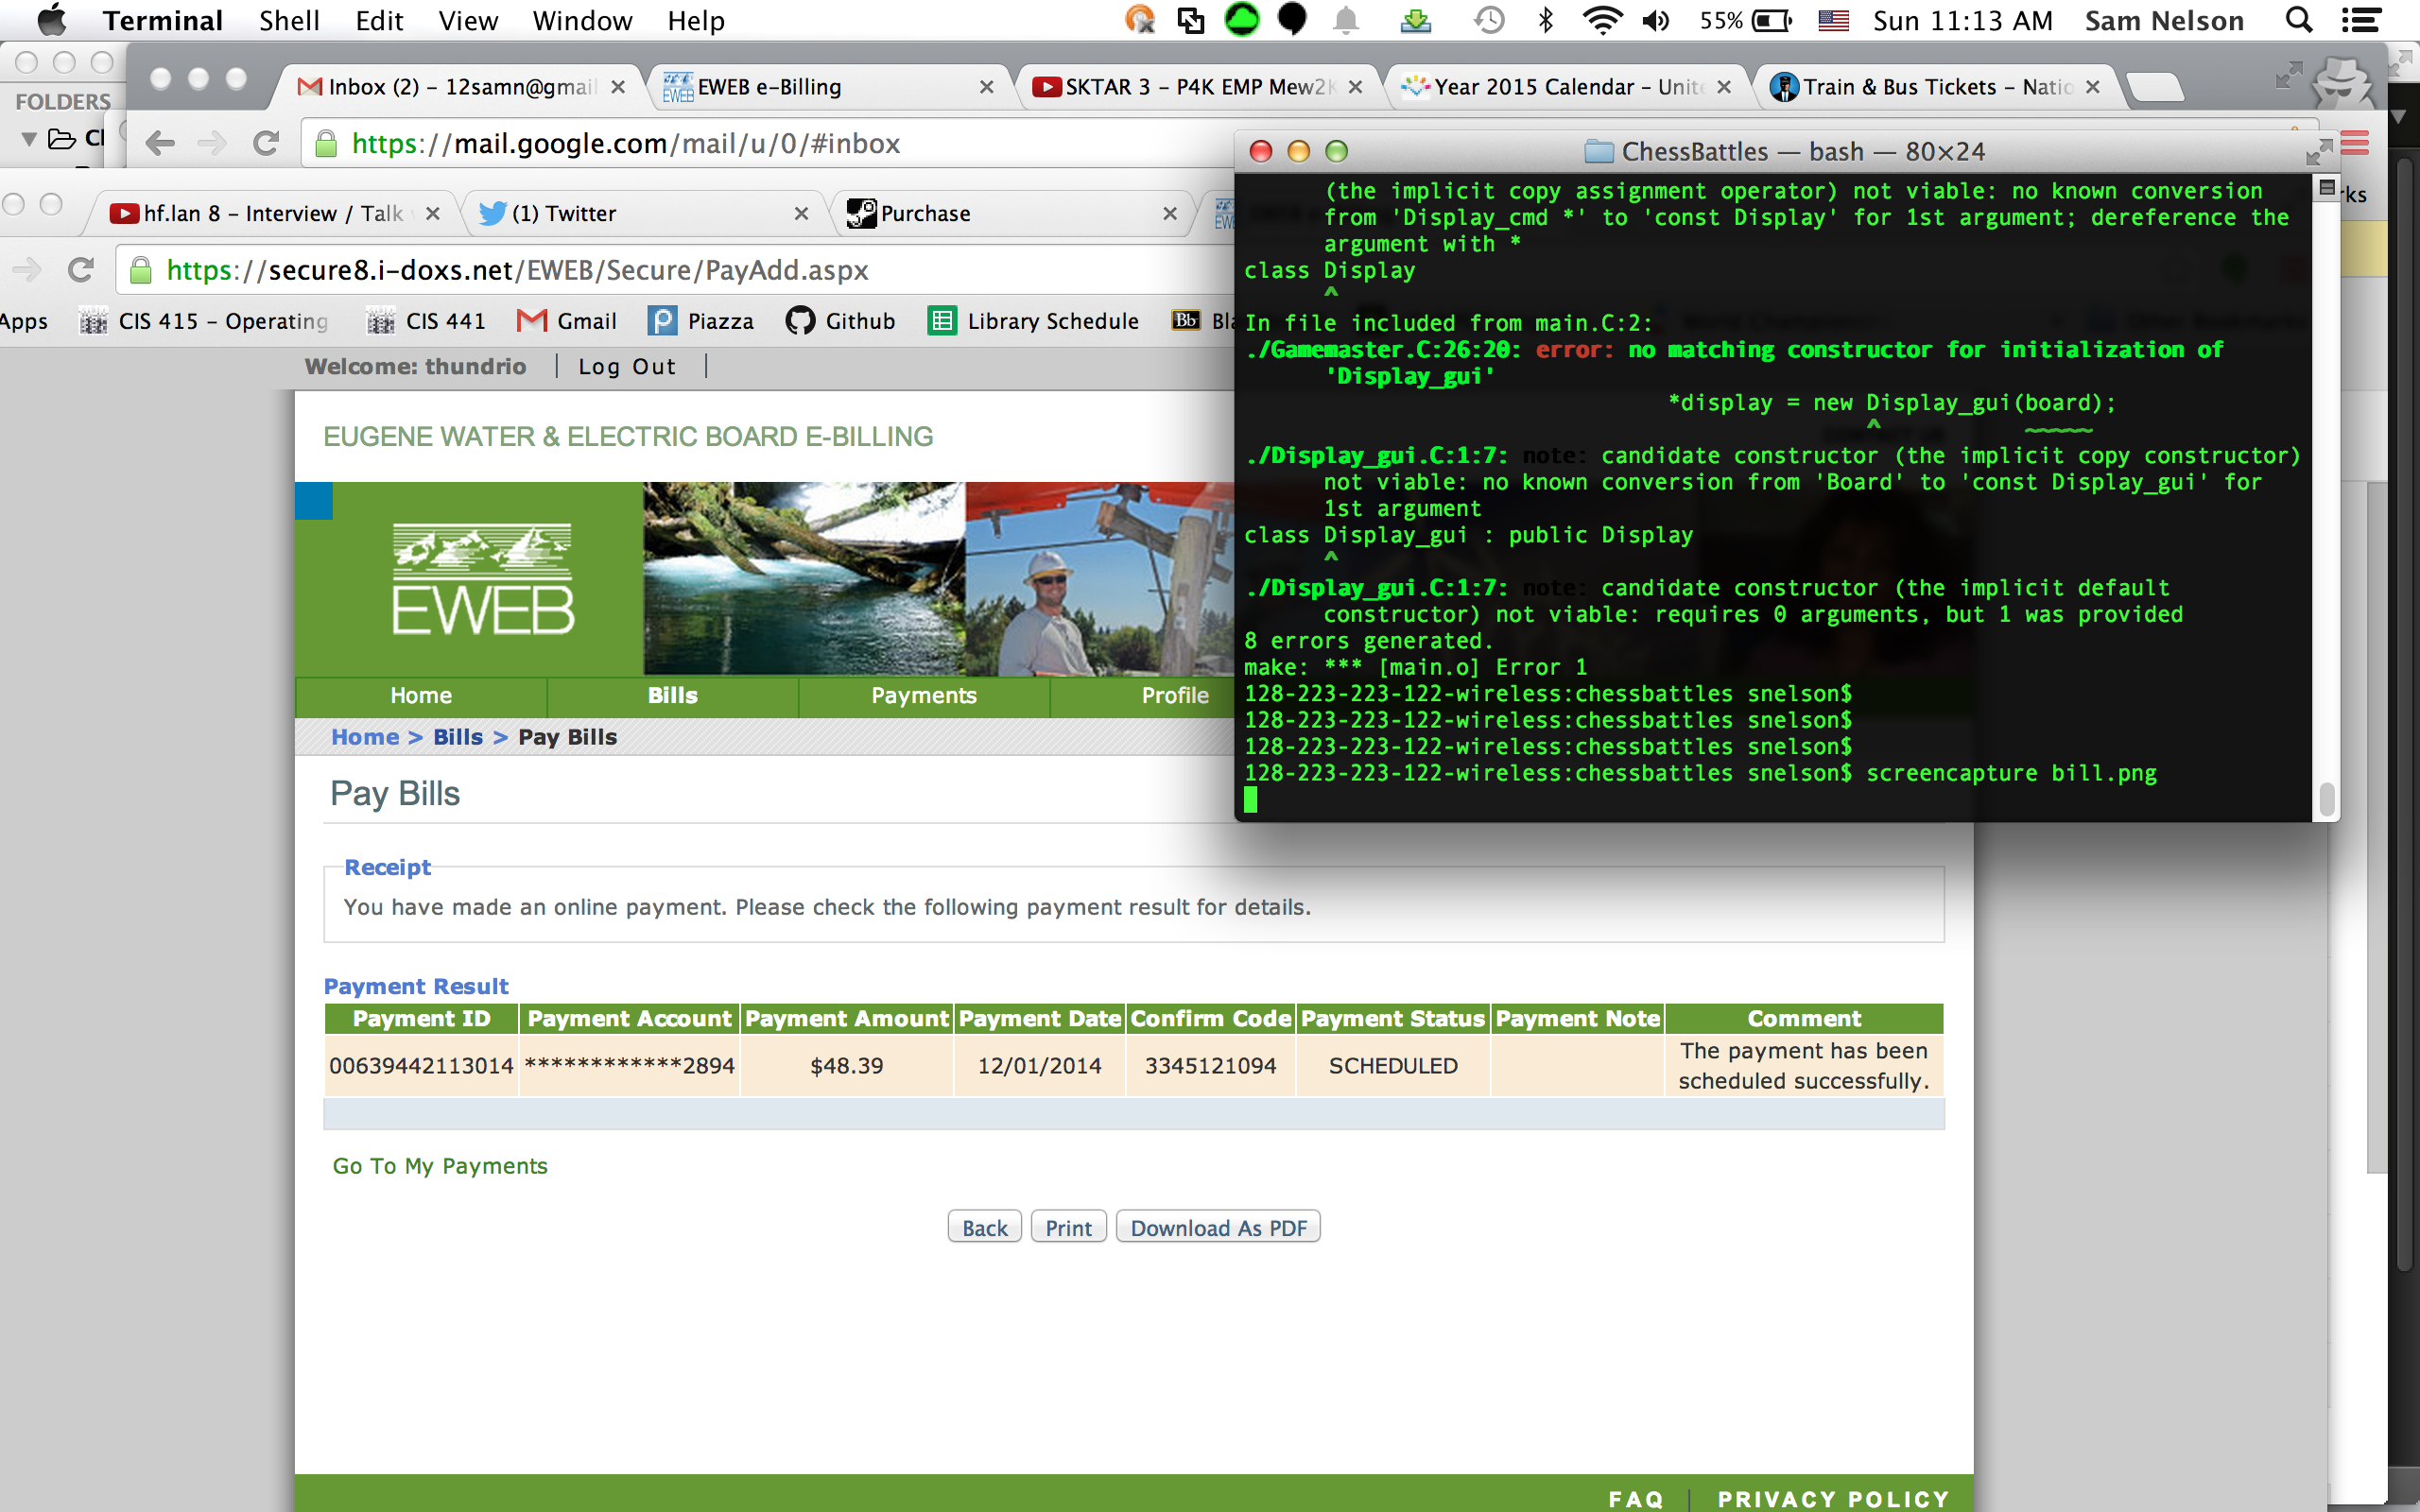 Terminal Shell Edit View Window Help 55% Sun 11:13 AM Sam Nelson
FOLDERS
Inbox (2) - 12samn@gmail
EWEB e-Billing
SKTAR 3 - P4K EMP Mew2K
Year 2015 Calendar - Unite
Train & Bus Tickets - Natio
https://mail.google.com/mail/u/0/#inbox
hf.lan 8 - Interview / Talk
(1) Twitter
Purchase
https://secure8.i-doxs.net/EWEB/Secure/PayAdd.aspx
Apps
CIS 415 - Operating
CIS 441
Gmail
Piazza
Github
Library Schedule
Bb
Welcome: thundrio | Log Out |
EUGENE WATER & ELECTRIC BOARD E-BILLING
EWEB
Home Bills Payments Profile
Home > Bills > Pay Bills
Pay Bills
Receipt
You have made an online payment. Please check the following payment result for details.
Payment Result
Payment ID Payment Account Payment Amount Payment Date Confirm Code Payment Status Payment Note Comment
00639442113014 ************2894 $48.39 12/01/2014 3345121094 SCHEDULED The payment has been
scheduled successfully.
Go To My Payments
Back Print Download As PDF
FAQ | PRIVACY POLICY
ChessBattles — bash — 80×24
(the implicit copy assignment operator) not viable: no known conversion
from 'Display_cmd *' to 'const Display' for 1st argument; dereference the
argument with *
class Display
^
In file included from main.C:2:
./Gamemaster.C:26:20: error: no matching constructor for initialization of
'Display_gui'
*display = new Display_gui(board);
^ ~~~~~
./Display_gui.C:1:7: note: candidate constructor (the implicit copy constructor)
not viable: no known conversion from 'Board' to 'const Display_gui' for
1st argument
class Display_gui : public Display
^
./Display_gui.C:1:7: note: candidate constructor (the implicit default
constructor) not viable: requires 0 arguments, but 1 was provided
8 errors generated.
make: *** [main.o] Error 1
128-223-223-122-wireless:chessbattles snelson$
128-223-223-122-wireless:chessbattles snelson$
128-223-223-122-wireless:chessbattles snelson$
128-223-223-122-wireless:chessbattles snelson$ screencapture bill.png